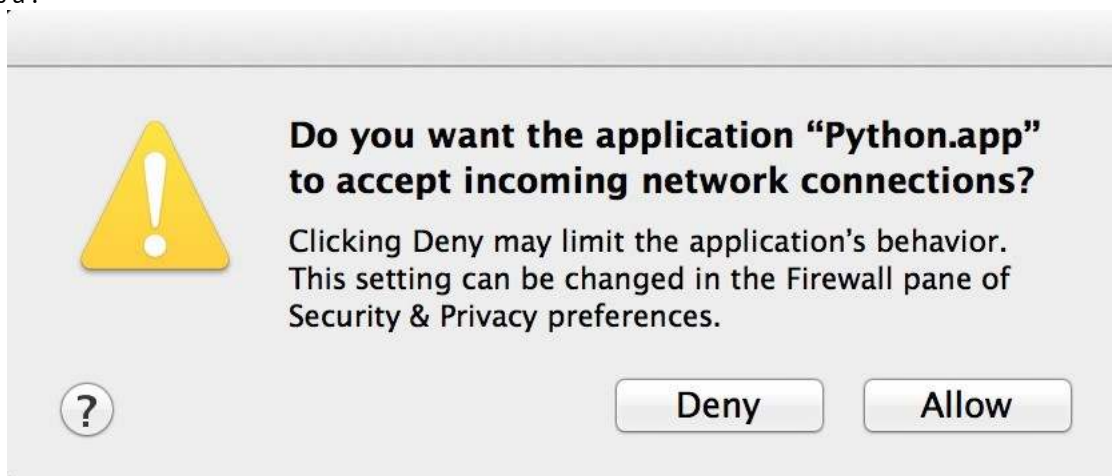 Do you want the application “Python.app”
to accept incoming network connections?
Clicking Deny may limit the application’s behavior.
This setting can be changed in the Firewall pane of
Security & Privacy preferences.
?
Deny
Allow